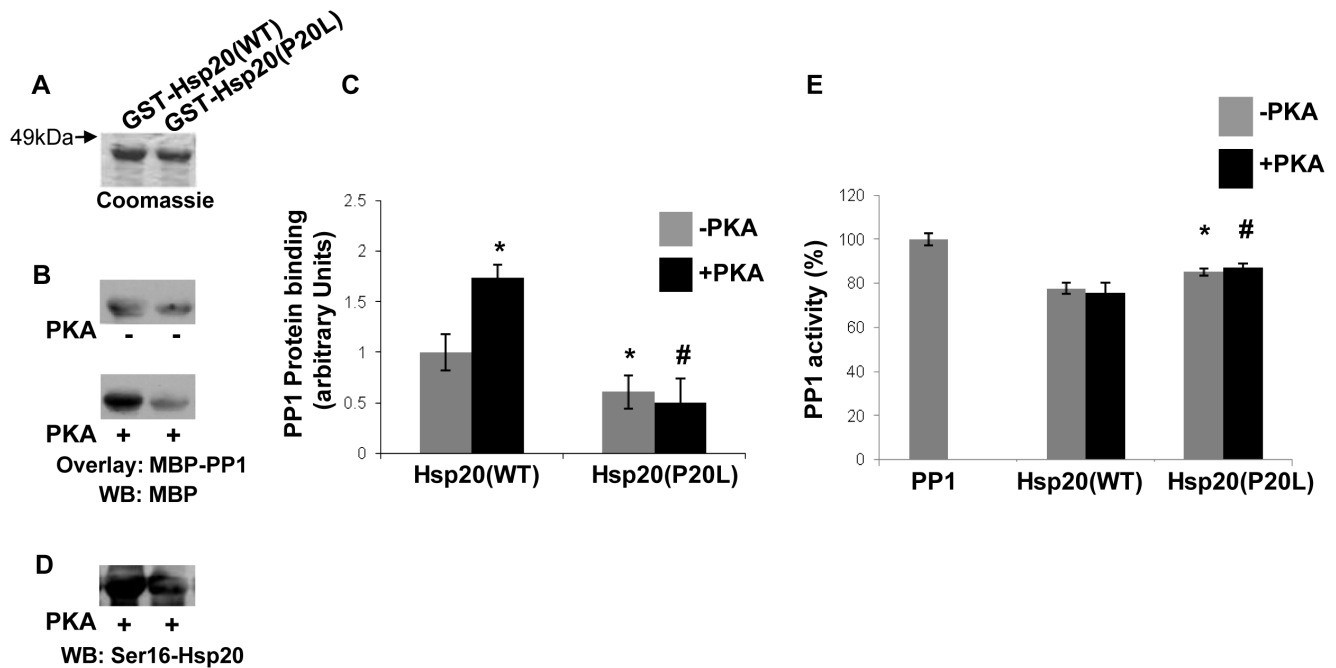 A
GST-Hsp20(WT)
GST-Hsp20(P20L)
49kDa
Coomassie
B
PKA - -
PKA + +
Overlay: MBP-PP1
WB: MBP
C
-PKA
+PKA
PP1 Protein binding
(arbitrary Units)
2.5
2
1.5
1
0.5
0
*
*
#
Hsp20(WT)
Hsp20(P20L)
D
PKA + +
WB: Ser16-Hsp20
E
-PKA
+PKA
PP1 activity (%)
120
100
80
60
40
20
0
*
#
PP1
Hsp20(WT)
Hsp20(P20L)